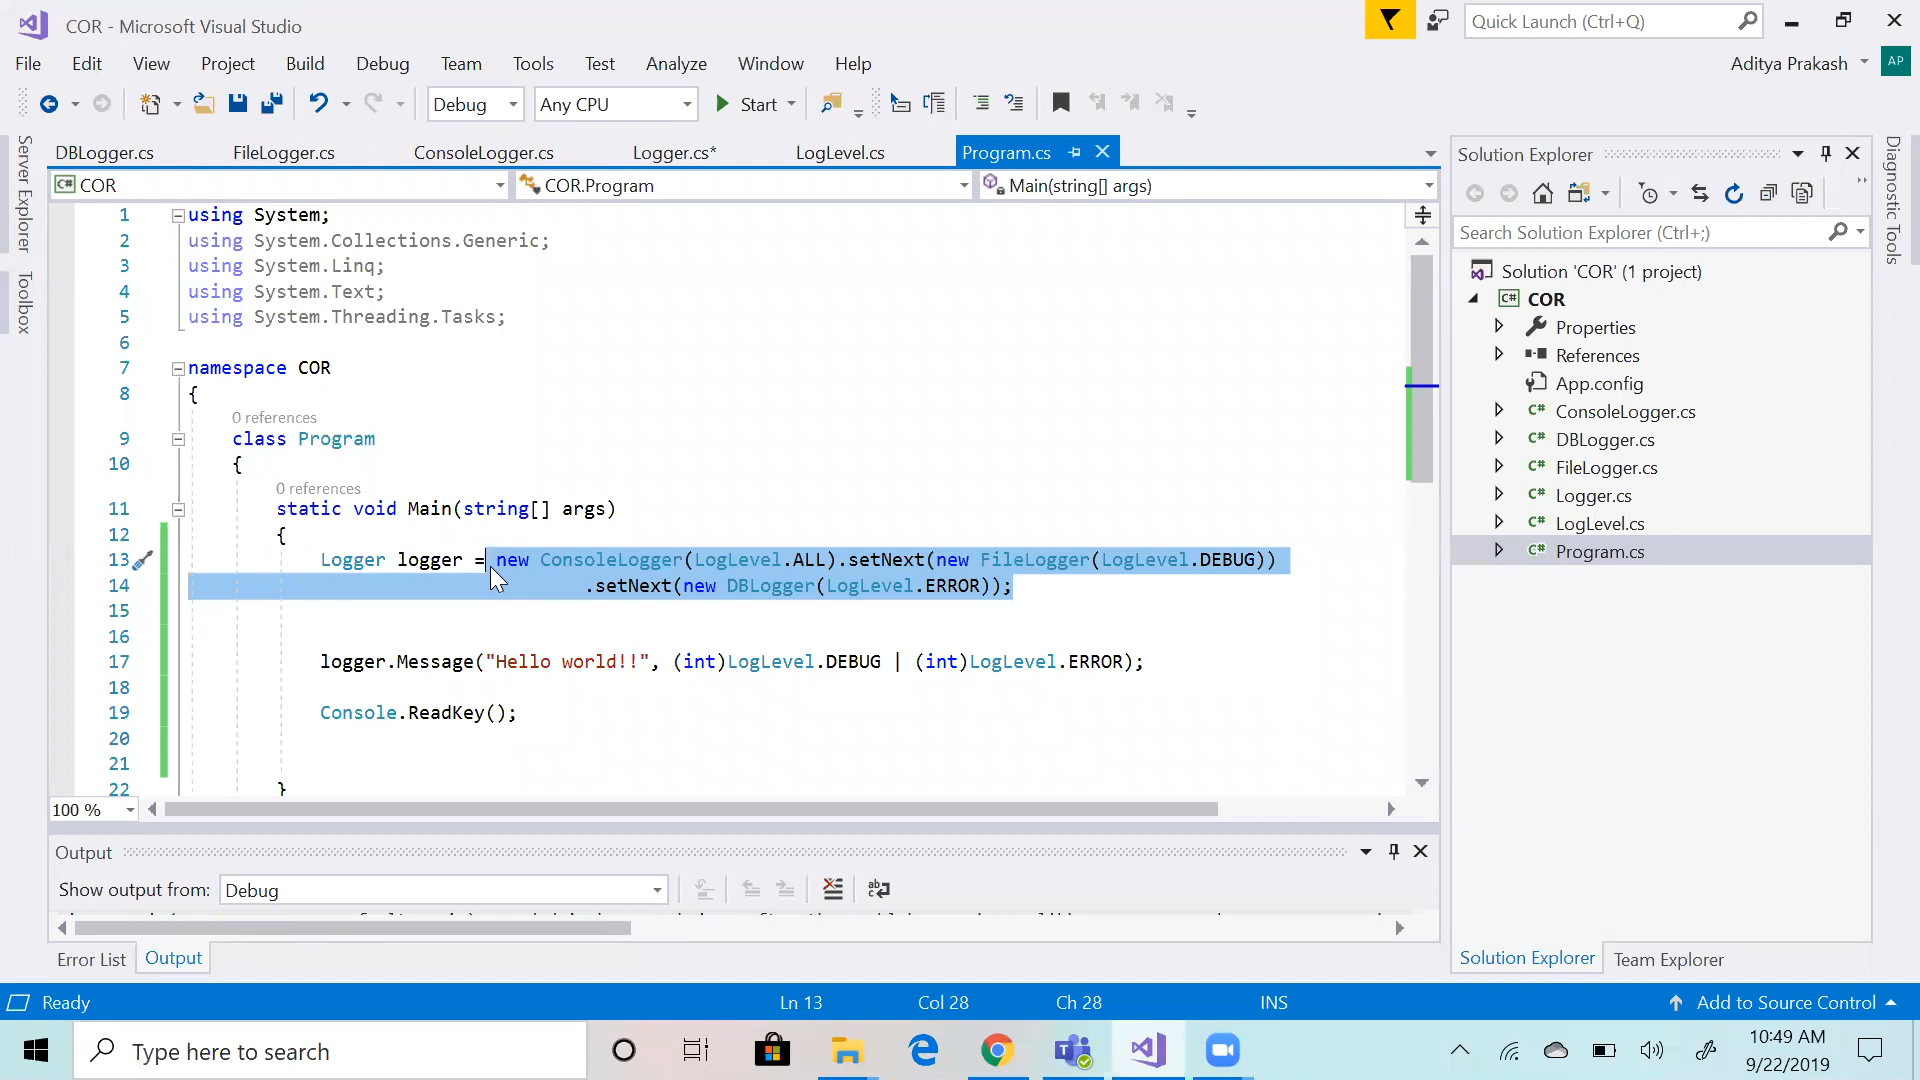 COR - Microsoft Visual Studio
Quick Launch (Ctrl+Q)
File Edit View Project Build Debug Team Tools Test Analyze Window Help
Aditya Prakash AP
Debug Any CPU Start
DBLogger.cs FileLogger.cs ConsoleLogger.cs Logger.cs* LogLevel.cs Program.cs
COR COR.Program Main(string[] args)
1 using System;
2 using System.Collections.Generic;
3 using System.Linq;
4 using System.Text;
5 using System.Threading.Tasks;
6
7 namespace COR
8 {
0 references
9 class Program
10 {
0 references
11 static void Main(string[] args)
12 {
13 Logger logger = new ConsoleLogger(LogLevel.ALL).setNext(new FileLogger(LogLevel.DEBUG))
14 .setNext(new DBLogger(LogLevel.ERROR));
15
16
17 logger.Message("Hello world!!", (int)LogLevel.DEBUG | (int)LogLevel.ERROR);
18
19 Console.ReadKey();
20
21
22 }
100 %
Output
Show output from: Debug
Error List Output
Server Explorer
Toolbox
Solution Explorer
Search Solution Explorer (Ctrl+;)
Solution 'COR' (1 project)
C# COR
Properties
References
App.config
C# ConsoleLogger.cs
C# DBLogger.cs
C# FileLogger.cs
C# Logger.cs
C# LogLevel.cs
C# Program.cs
Solution Explorer Team Explorer
Diagnostic Tools
Ready Ln 13 Col 28 Ch 28 INS Add to Source Control
Type here to search
10:49 AM
9/22/2019